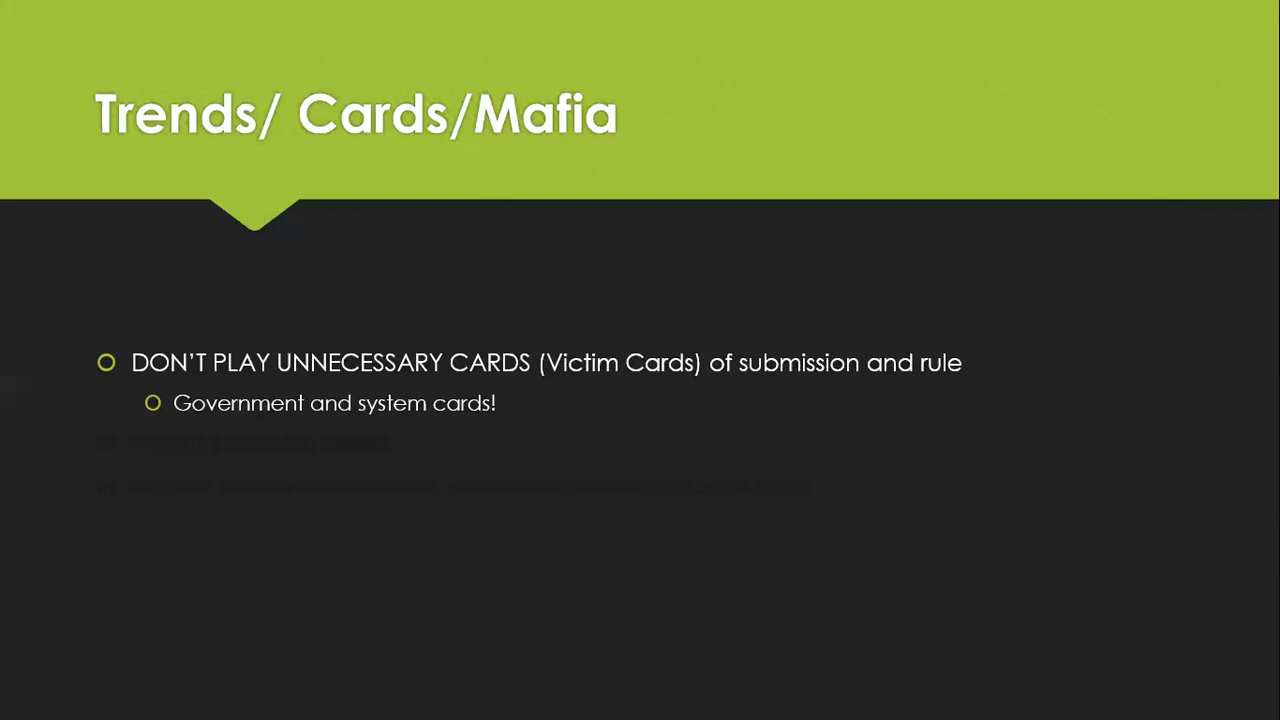 Trends/ Cards/Mafia
DON'T PLAY UNNECESSARY CARDS (Victim Cards) of submission and rule
Government and system cards!